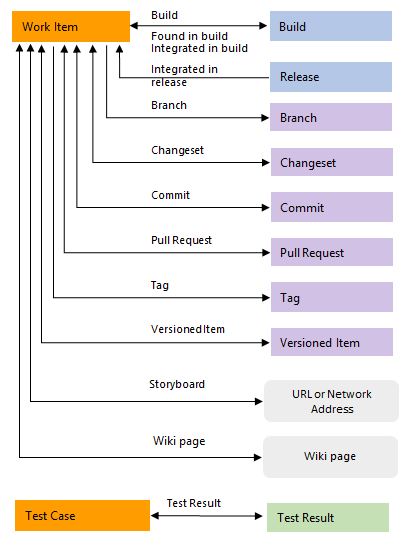 Work Item
Build
Build
Found in build
Integrated in build
Integrated in
release
Release
Branch
Branch
Changeset
Changeset
Commit
Commit
Pull Request
Pull Request
Tag
Tag
Versioned Item
Versioned Item
Storyboard
URL or Network
Address
Wiki page
Wiki page
Test Case
Test Result
Test Result